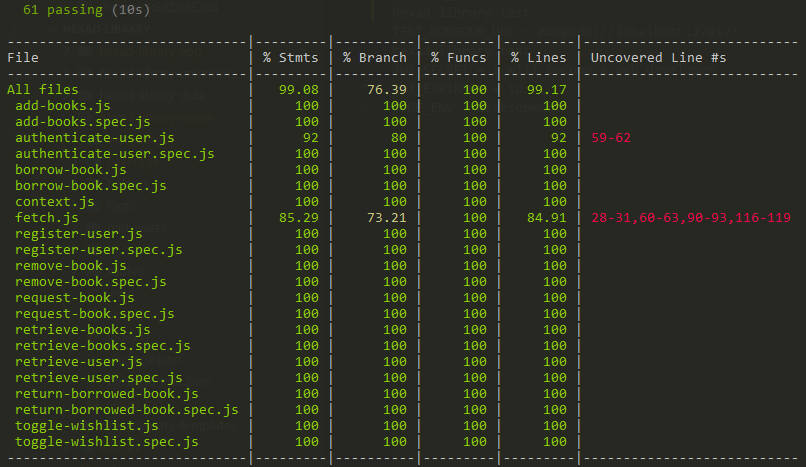 61 passing (10s)
File | % Stmts | % Branch | % Funcs | % Lines | Uncovered Line #s
All files | 99.08 | 76.39 | 100 | 99.17 |
add-books.js | 100 | 100 | 100 | 100 |
add-books.spec.js | 100 | 100 | 100 | 100 |
authenticate-user.js | 92 | 80 | 100 | 92 | 59-62
authenticate-user.spec.js | 100 | 100 | 100 | 100 |
borrow-book.js | 100 | 100 | 100 | 100 |
borrow-book.spec.js | 100 | 100 | 100 | 100 |
context.js | 100 | 100 | 100 | 100 |
fetch.js | 85.29 | 73.21 | 100 | 84.91 | 28-31,60-63,90-93,116-119
register-user.js | 100 | 100 | 100 | 100 |
register-user.spec.js | 100 | 100 | 100 | 100 |
remove-book.js | 100 | 100 | 100 | 100 |
remove-book.spec.js | 100 | 100 | 100 | 100 |
request-book.js | 100 | 100 | 100 | 100 |
request-book.spec.js | 100 | 100 | 100 | 100 |
retrieve-books.js | 100 | 100 | 100 | 100 |
retrieve-books.spec.js | 100 | 100 | 100 | 100 |
retrieve-user.js | 100 | 100 | 100 | 100 |
retrieve-user.spec.js | 100 | 100 | 100 | 100 |
return-borrowed-book.js | 100 | 100 | 100 | 100 |
return-borrowed-book.spec.js | 100 | 100 | 100 | 100 |
toggle-wishlist.js | 100 | 100 | 100 | 100 |
toggle-wishlist.spec.js | 100 | 100 | 100 | 100 |